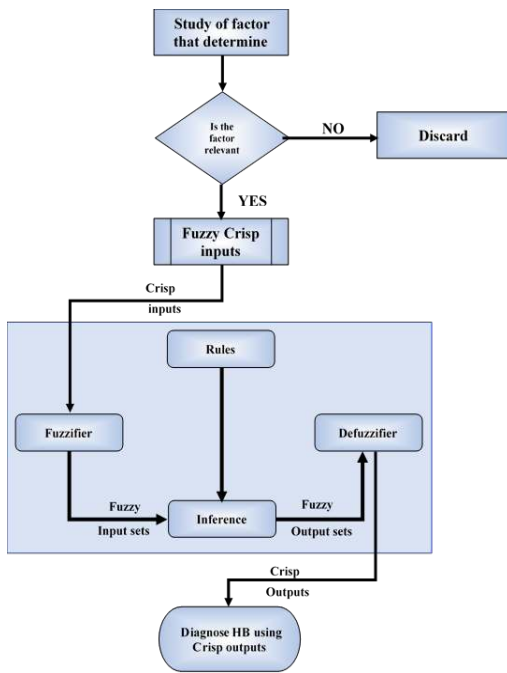 Study of factor
that determine
Is the
factor
relevant
NO
Discard
YES
Fuzzy Crisp
inputs
Crisp
inputs
Rules
Fuzzifier
Defuzzifier
Fuzzy
Input sets
Inference
Fuzzy
Output sets
Crisp
Outputs
Diagnose HB using
Crisp outputs